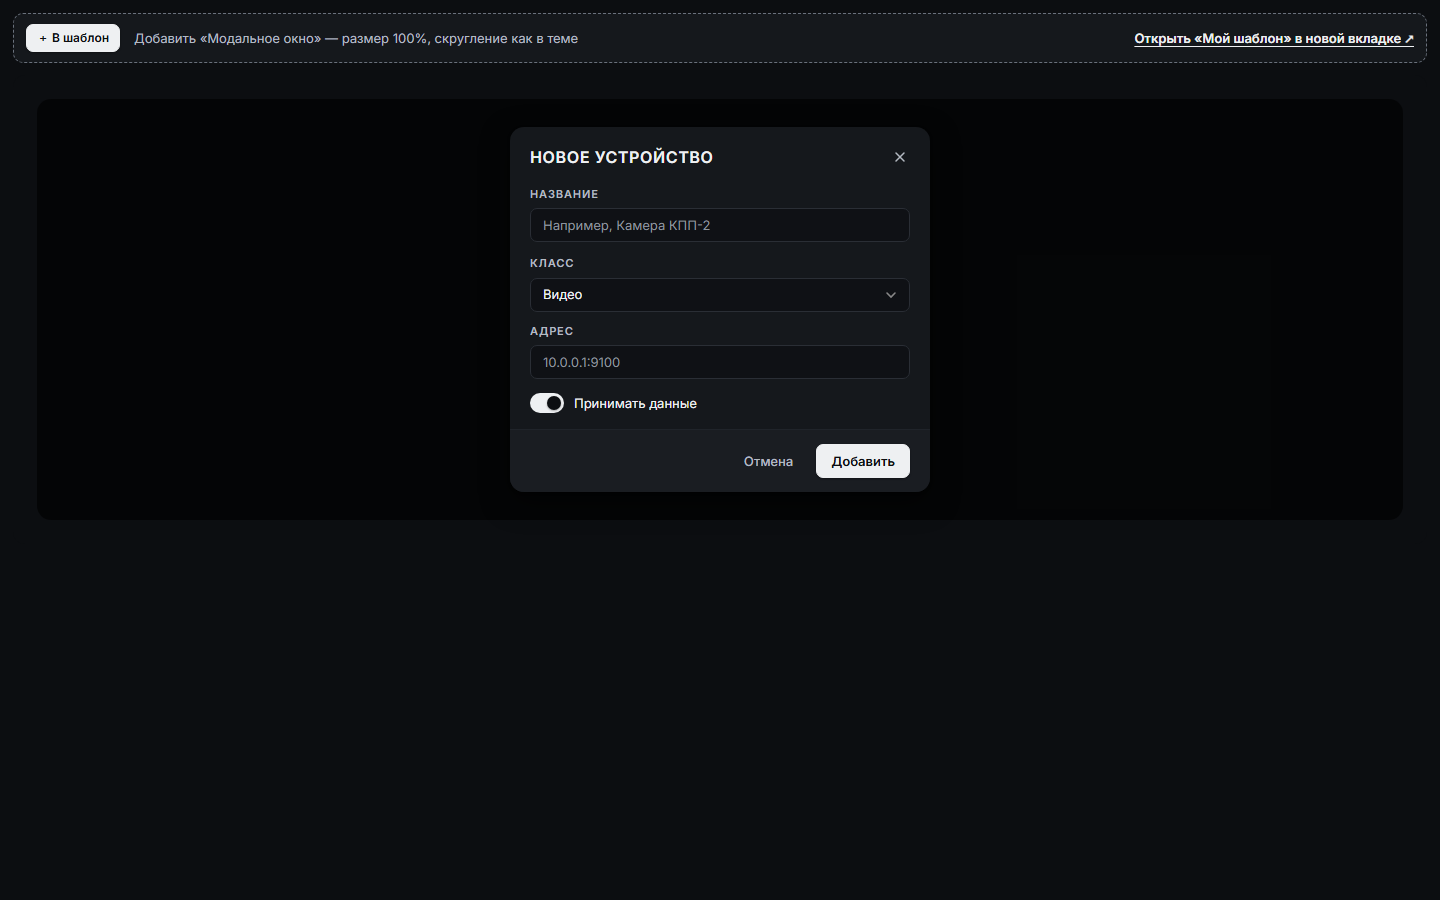 + В шаблон
Добавить «Модальное окно» — размер 100%, скругление как в теме
Открыть «Мой шаблон» в новой вкладке ↗
НОВОЕ УСТРОЙСТВО
НАЗВАНИЕ
Например, Камера КПП-2
КЛАСС
Видео
АДРЕС
10.0.0.1:9100
Принимать данные
Отмена
Добавить